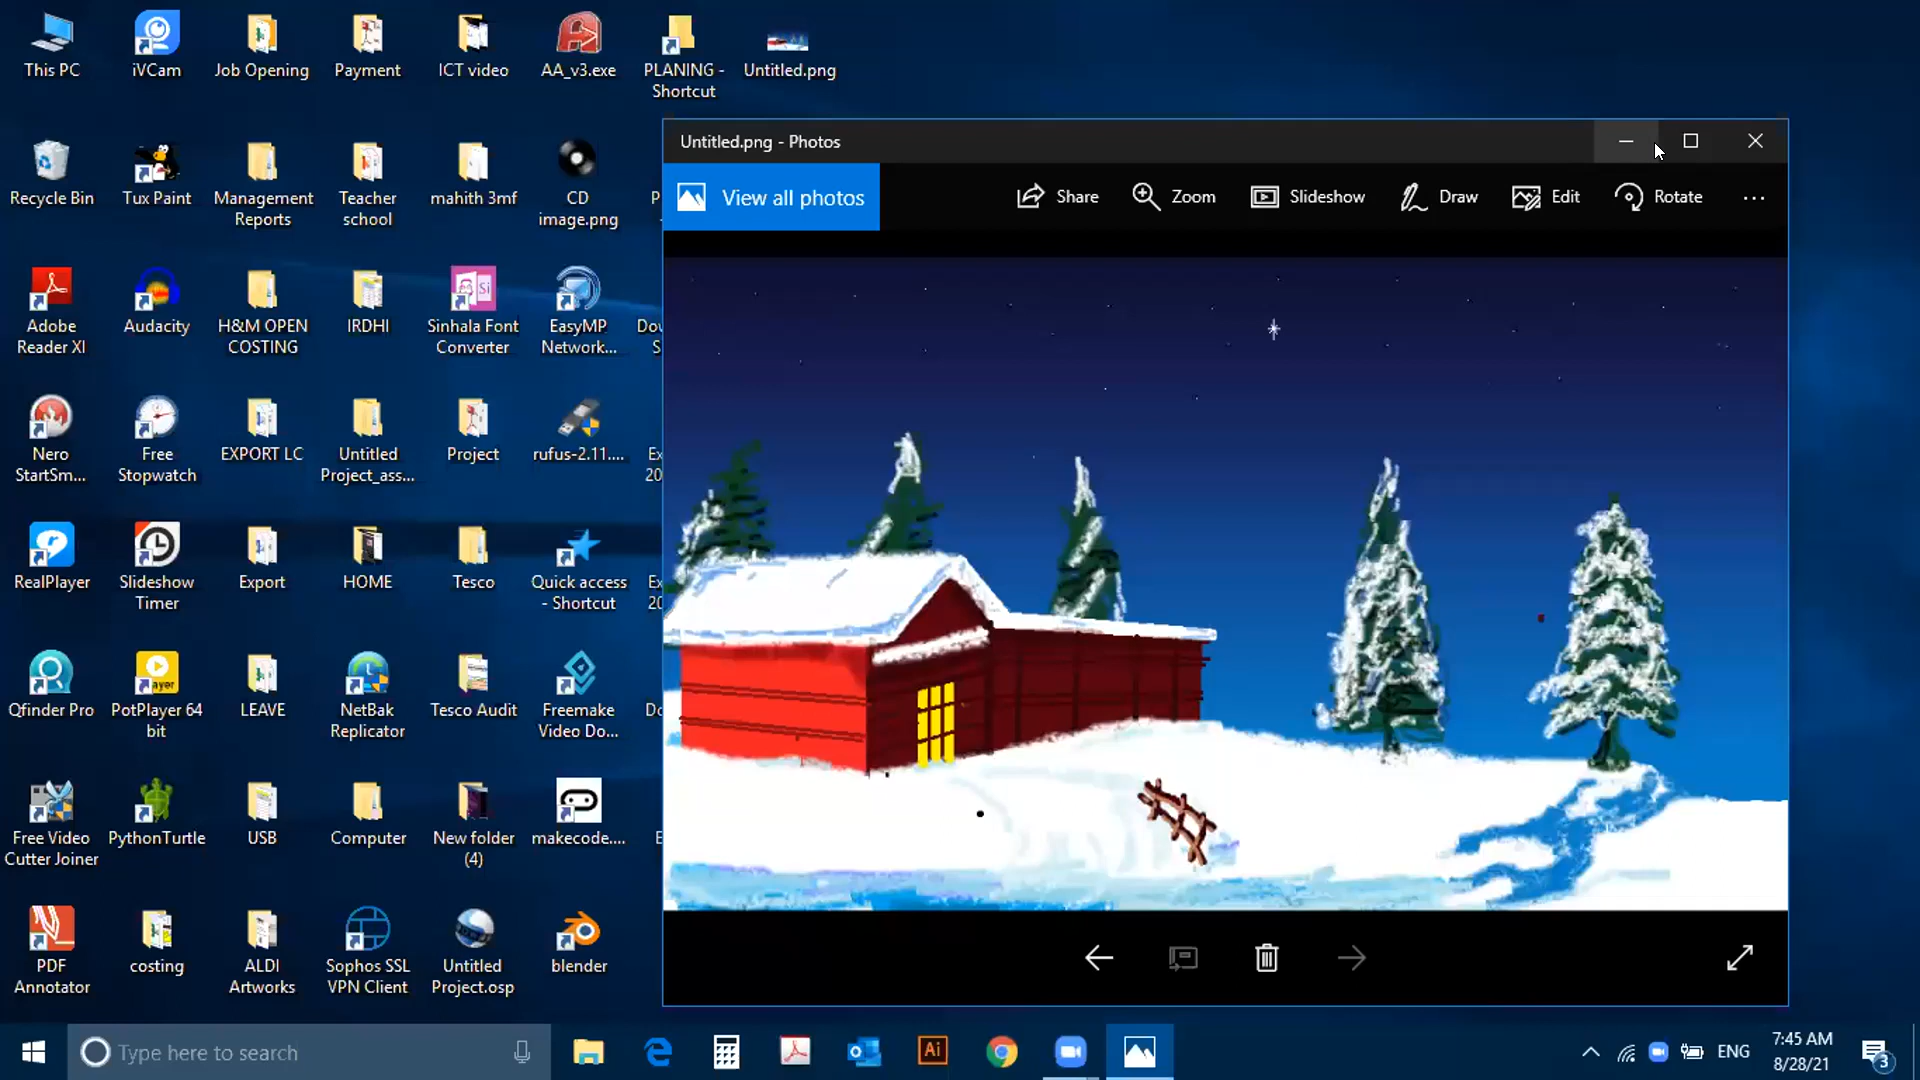 This PC
iVCam
Job Opening
Payment
ICT video
AA_v3.exe
PLANING -
Shortcut
Untitled.png
Recycle Bin
Tux Paint
Management
Reports
Teacher
school
mahith 3mf
CD
image.png
Adobe
Reader XI
Audacity
H&M OPEN
COSTING
IRDHI
Sinhala Font
Converter
EasyMP
Network...
Nero
StartSm...
Free
Stopwatch
EXPORT LC
Untitled
Project_ass...
Project
rufus-2.11....
RealPlayer
Slideshow
Timer
Export
HOME
Tesco
Quick access
- Shortcut
Qfinder Pro
PotPlayer 64
bit
LEAVE
NetBak
Replicator
Tesco Audit
Freemake
Video Do...
Free Video
Cutter Joiner
PythonTurtle
USB
Computer
New folder
(4)
makecode....
PDF
Annotator
costing
ALDI
Artworks
Sophos SSL
VPN Client
Untitled
Project.osp
blender
Untitled.png - Photos
View all photos
Share
Zoom
Slideshow
Draw
Edit
Rotate
Type here to search
Ai
ENG
7:45 AM
8/28/21
3